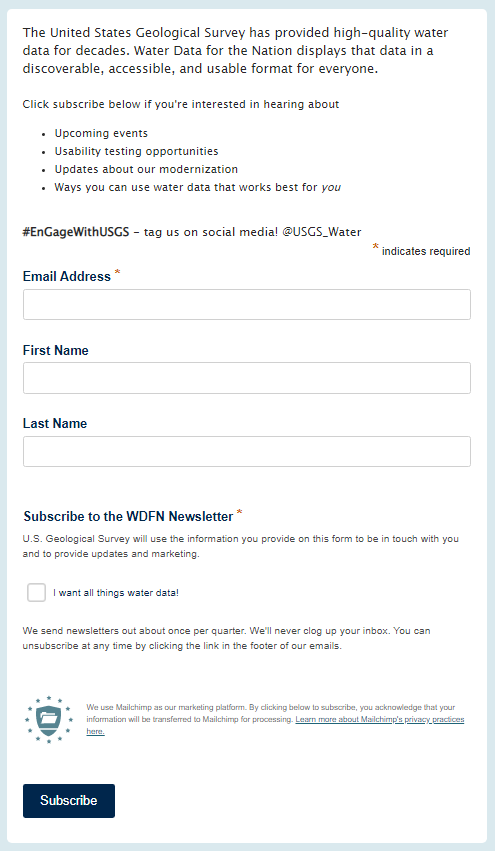 The United States Geological Survey has provided high-quality water
data for decades. Water Data for the Nation displays that data in a
discoverable, accessible, and usable format for everyone.
Click subscribe below if you're interested in hearing about
• Upcoming events
• Usability testing opportunities
• Updates about our modernization
• Ways you can use water data that works best for you
#EnGageWithUSGS - tag us on social media! @USGS_Water
* indicates required
Email Address *
First Name
Last Name
Subscribe to the WDFN Newsletter *
U.S. Geological Survey will use the information you provide on this form to be in touch with you
and to provide updates and marketing.
I want all things water data!
We send newsletters out about once per quarter. We'll never clog up your inbox. You can
unsubscribe at any time by clicking the link in the footer of our emails.
We use Mailchimp as our marketing platform. By clicking below to subscribe, you acknowledge that your
information will be transferred to Mailchimp for processing. Learn more about Mailchimp's privacy practices
here.
Subscribe